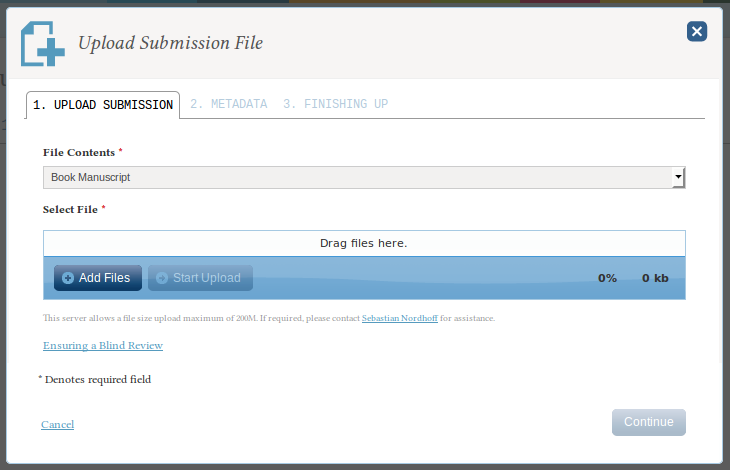 Upload Submission File
1. UPLOAD SUBMISSION 2. METADATA 3. FINISHING UP
File Contents *
Book Manuscript
Select File *
Drag files here.
Add Files Start Upload 0% 0 kb
This server allows a file size upload maximum of 200M. If required, please contact Sebastian Nordhoff for assistance.
Ensuring a Blind Review
* Denotes required field
Cancel Continue